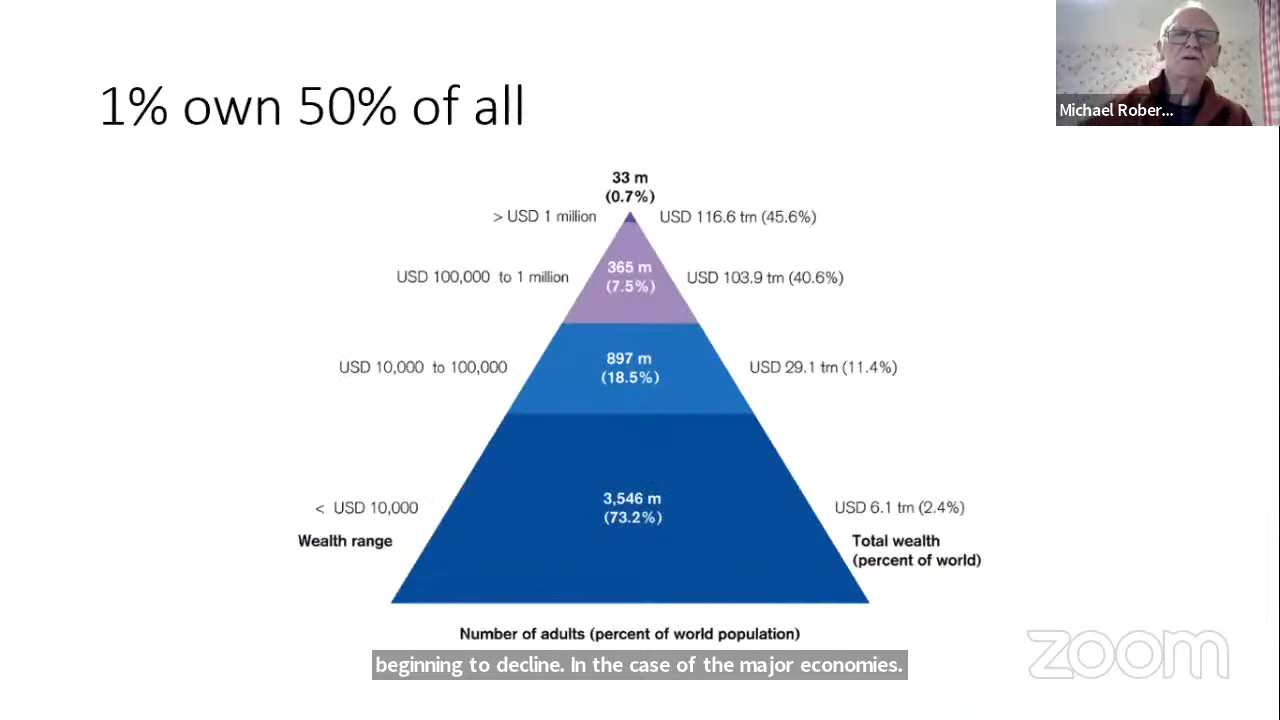 1% own 50% of all
Michael Rober...
33 m
(0.7%)
> USD 1 million
USD 116.6 trn (45.6%)
USD 100,000 to 1 million
365 m
(7.5%)
USD 103.9 trn (40.6%)
USD 10,000 to 100,000
897 m
(18.5%)
USD 29.1 trn (11.4%)
< USD 10,000
3,546 m
(73.2%)
USD 6.1 trn (2.4%)
Wealth range
Total wealth
(percent of world)
Number of adults (percent of world population)
beginning to decline. In the case of the major economies.
zoom